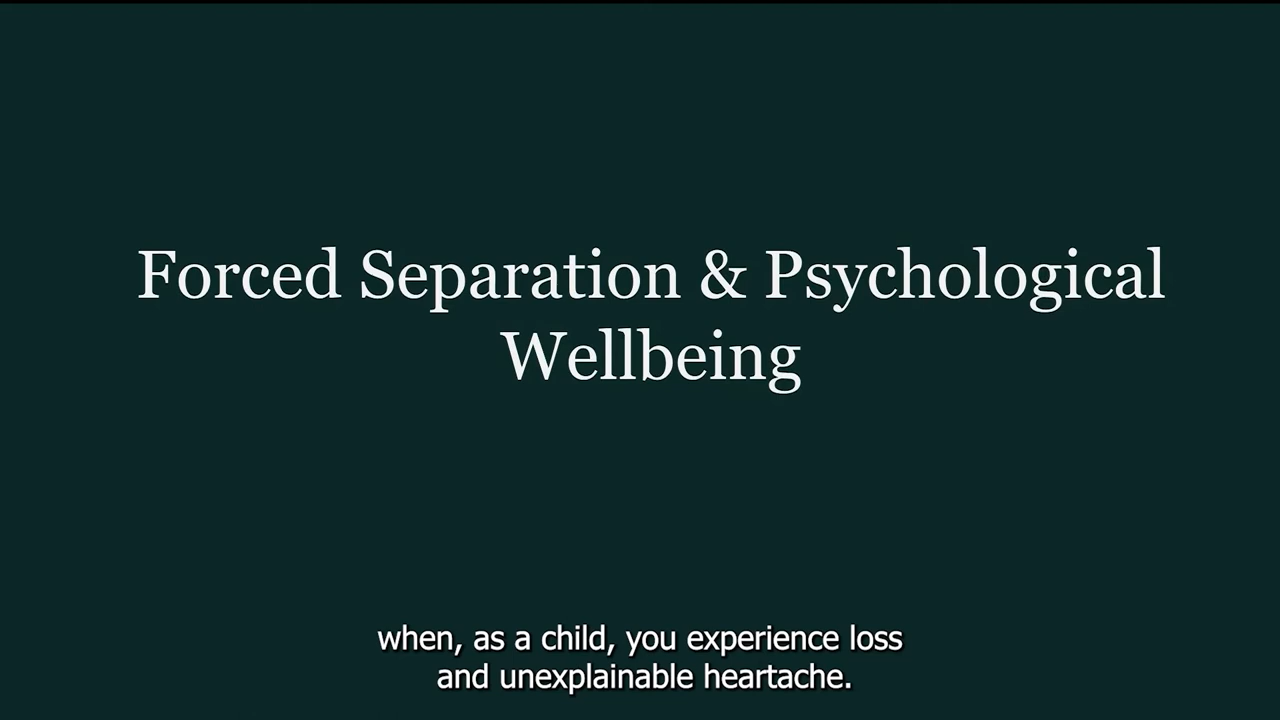 Forced Separation & Psychological
Wellbeing
when, as a child, you experience loss
and unexplainable heartache.